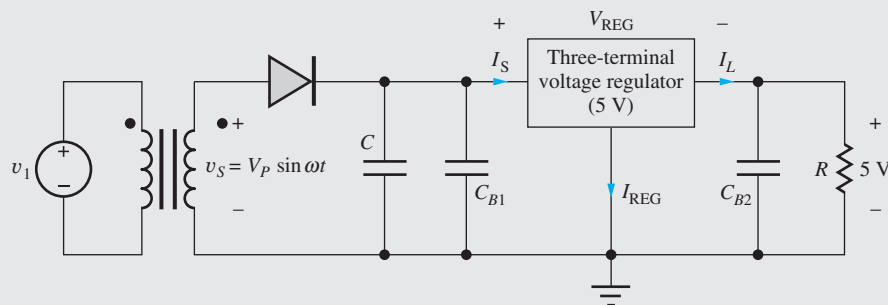 + V_REG −
I_S
Three-terminal
voltage regulator
(5 V)
I_L
v_1
+
−
+
v_S = V_P sin ωt
−
C
C_B1
I_REG
C_B2
R
+
5 V
−